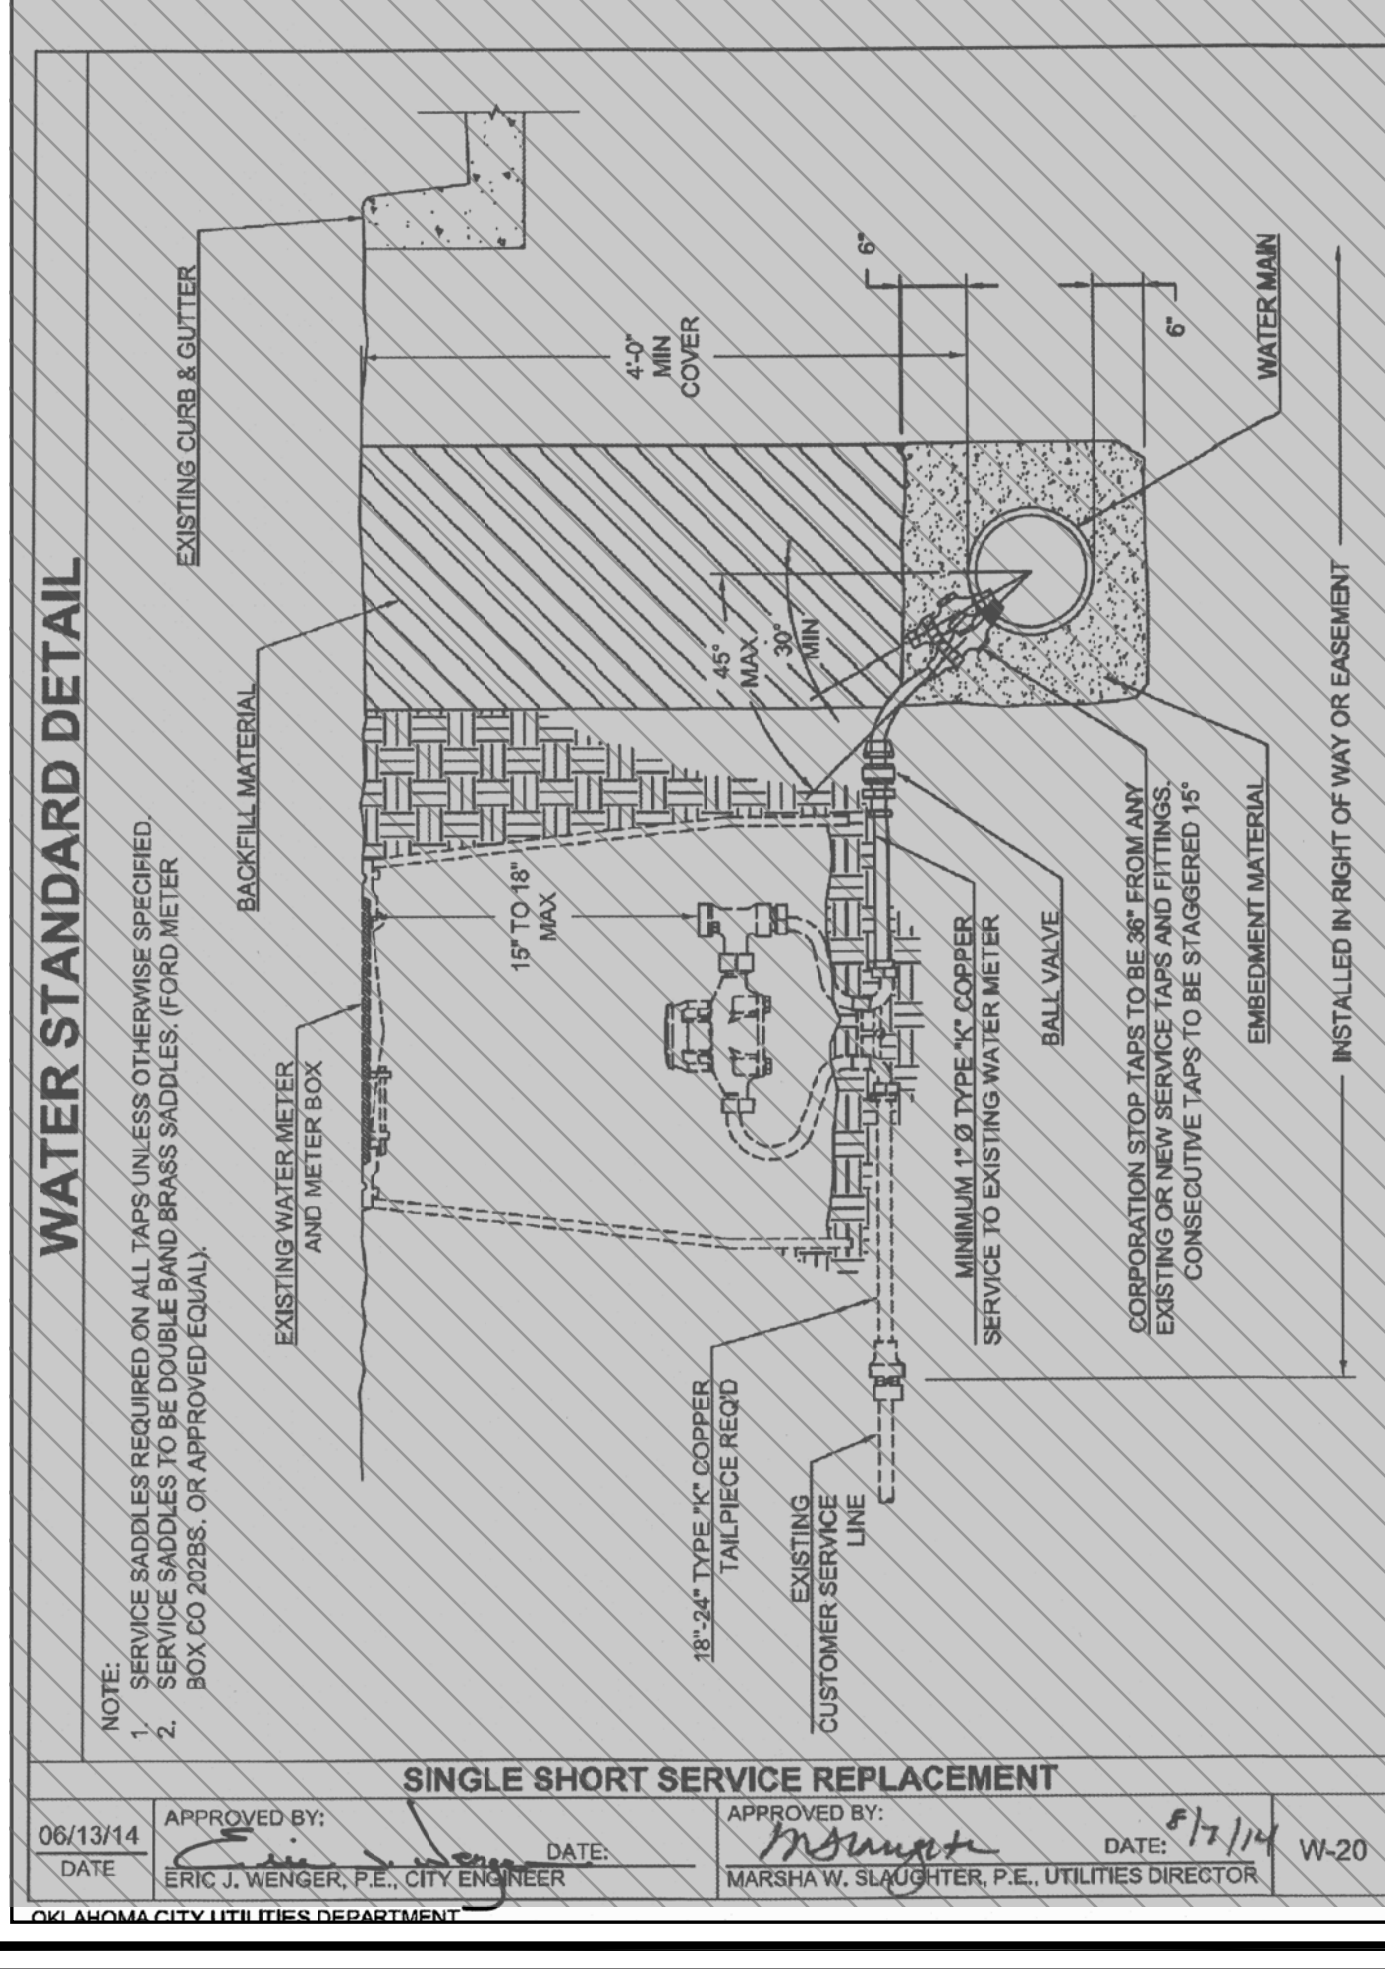 WATER STANDARD DETAIL
NOTE:
1. SERVICE SADDLES REQUIRED ON ALL TAPS UNLESS OTHERWISE SPECIFIED.
2. SERVICE SADDLES TO BE DOUBLE BAND BRASS SADDLES. (FORD METER
BOX CO 202BS. OR APPROVED EQUAL).
EXISTING CURB & GUTTER
BACKFILL MATERIAL
EXISTING WATER METER
AND METER BOX
4'-0"
MIN
COVER
6"
6"
WATER MAIN
15" TO 18"
MAX
45°
MAX
30°
MIN
18"-24" TYPE "K" COPPER
TAILPIECE REQ'D
EXISTING
CUSTOMER SERVICE
LINE
MINIMUM 1" Ø TYPE "K" COPPER
SERVICE TO EXISTING WATER METER
BALL VALVE
CORPORATION STOP TAPS TO BE 36" FROM ANY
EXISTING OR NEW SERVICE TAPS AND FITTINGS.
CONSECUTIVE TAPS TO BE STAGGERED 15°
EMBEDMENT MATERIAL
INSTALLED IN RIGHT OF WAY OR EASEMENT
SINGLE SHORT SERVICE REPLACEMENT
06/13/14
DATE
APPROVED BY:
DATE:
ERIC J. WENGER, P.E., CITY ENGINEER
APPROVED BY:
DATE: 8/7/14
MARSHA W. SLAUGHTER, P.E., UTILITIES DIRECTOR
W-20
OKLAHOMA CITY UTILITIES DEPARTMENT